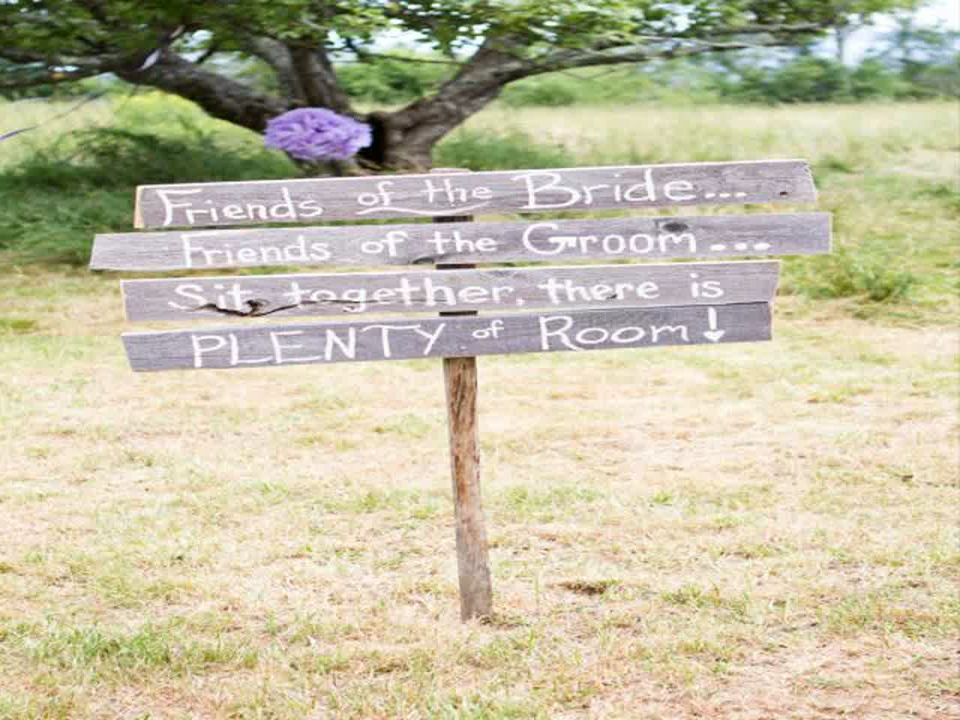 Friends of the Bride...
Friends of the Groom...
Sit together, there is
PLENTY of Room!